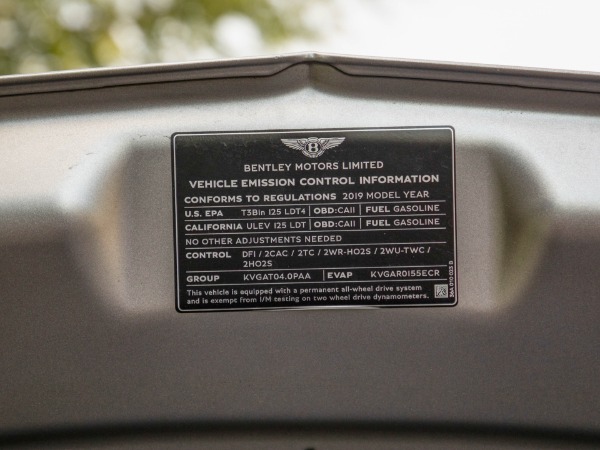 B
BENTLEY MOTORS LIMITED
VEHICLE EMISSION CONTROL INFORMATION
CONFORMS TO REGULATIONS 2019 MODEL YEAR
U.S. EPA T3BIn 125 LDT4 OBD:CAII FUEL GASOLINE
CALIFORNIA ULEV 125 LDT OBD:CAII FUEL GASOLINE
NO OTHER ADJUSTMENTS NEEDED
CONTROL DFI / 2CAC / 2TC / 2WR-HO2S / 2WU-TWC /
2HO2S
GROUP KVGAT04.0PAA EVAP KVGAR0155ECR
This vehicle is equipped with a permanent all-wheel drive system
and is exempt from I/M testing on two wheel drive dynamometers.
36A 010 025 B